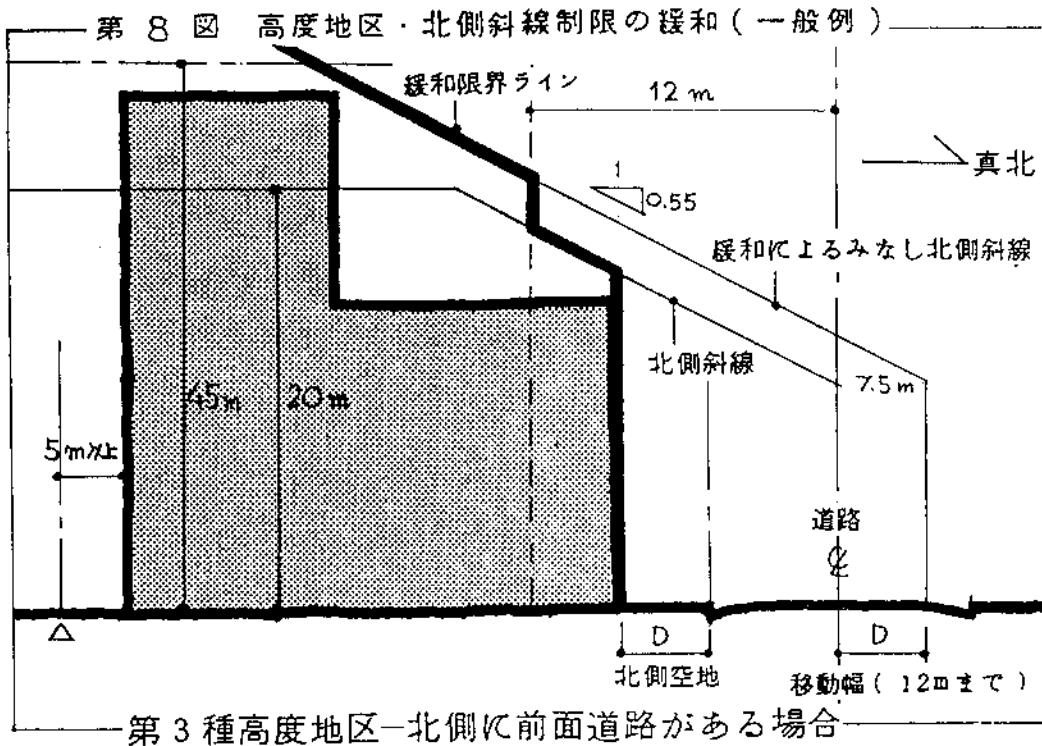 第8図 高度地区・北側斜線制限の緩和(一般例)
緩和限界ライン
12m
真北
1
0.55
緩和によるみなし北側斜線
北側斜線
7.5m
45m
20m
5m以上
道路
℄
D
北側空地
D
移動幅(12mまで)
第3種高度地区−北側に前面道路がある場合